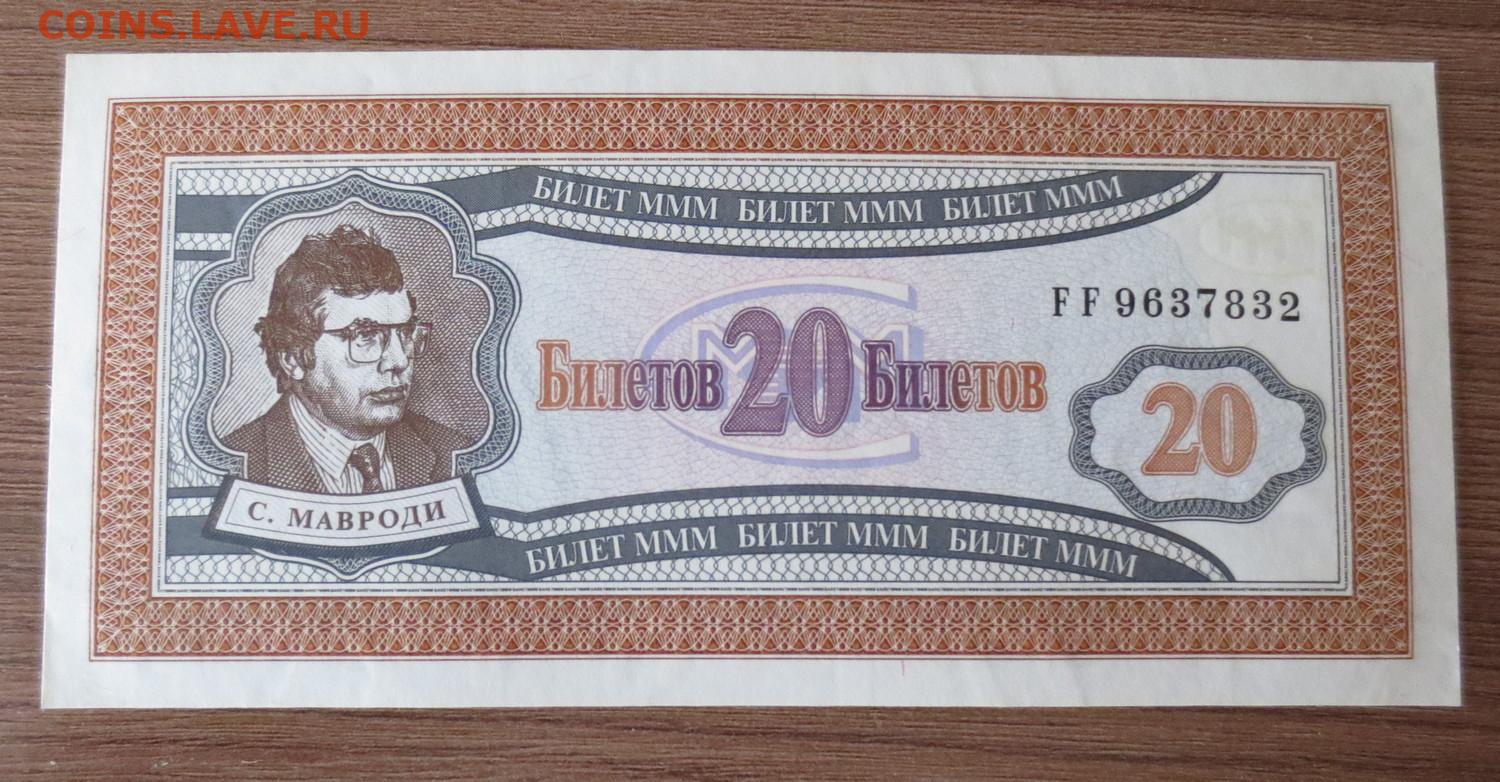 COINS.LAVE.RU
БИЛЕТ МММ БИЛЕТ МММ БИЛЕТ МММ
FF 9637832
Билетов 20 Билетов
20
С. МАВРОДИ
БИЛЕТ МММ БИЛЕТ МММ БИЛЕТ МММ